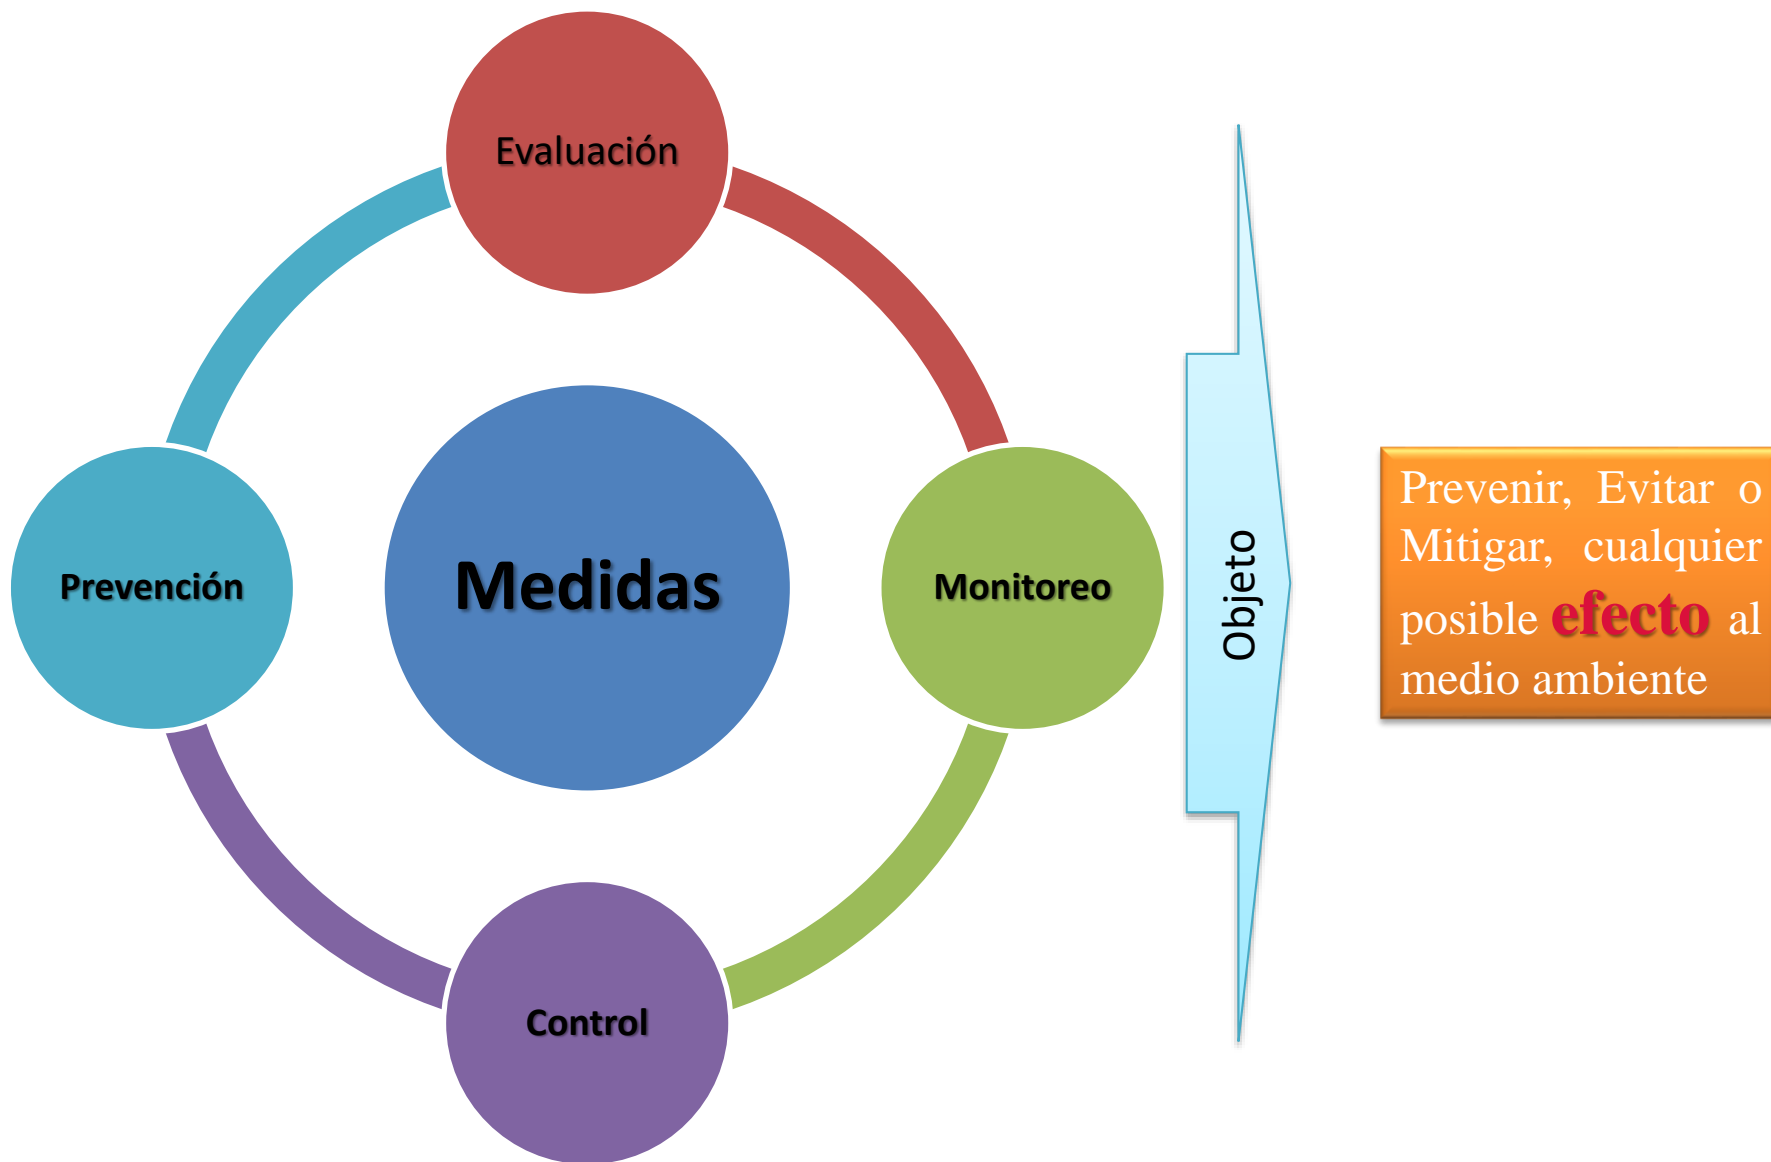 Evaluación
Prevención
Medidas
Monitoreo
Control
Objeto
Prevenir, Evitar o
Mitigar, cualquier
posible efecto al
medio ambiente